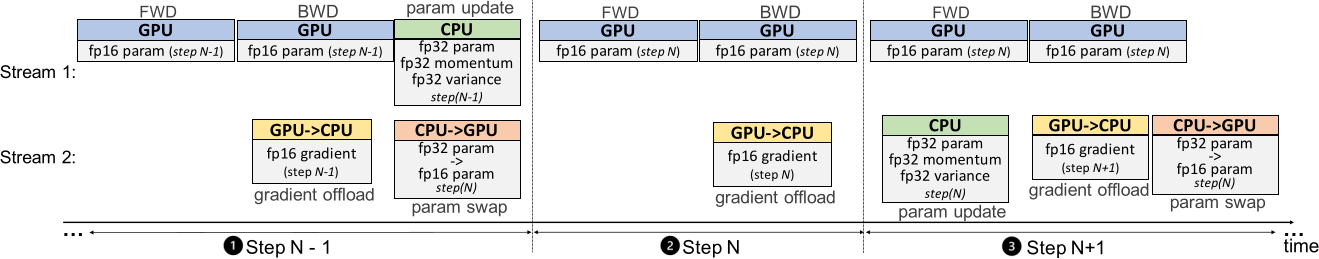 FWD
BWD
param update
FWD
BWD
FWD
BWD
GPU
GPU
CPU
GPU
GPU
GPU
GPU
Stream 1:
fp16 param (step N-1)
fp16 param (step N-1)
fp32 param
fp32 momentum
fp32 variance
step(N-1)
fp16 param (step N)
fp16 param (step N)
fp16 param (step N)
fp16 param (step N)
Stream 2:
GPU->CPU
fp16 gradient
(step N-1)
gradient offload
CPU->GPU
fp32 param
->
fp16 param
step(N)
param swap
GPU->CPU
fp16 gradient
(step N)
gradient offload
CPU
fp32 param
fp32 momentum
fp32 variance
step(N)
param update
GPU->CPU
fp16 gradient
(step N+1)
gradient offload
CPU->GPU
fp32 param
->
fp16 param
step(N)
param swap
...
❶ Step N - 1
❷ Step N
❸ Step N+1
...
time